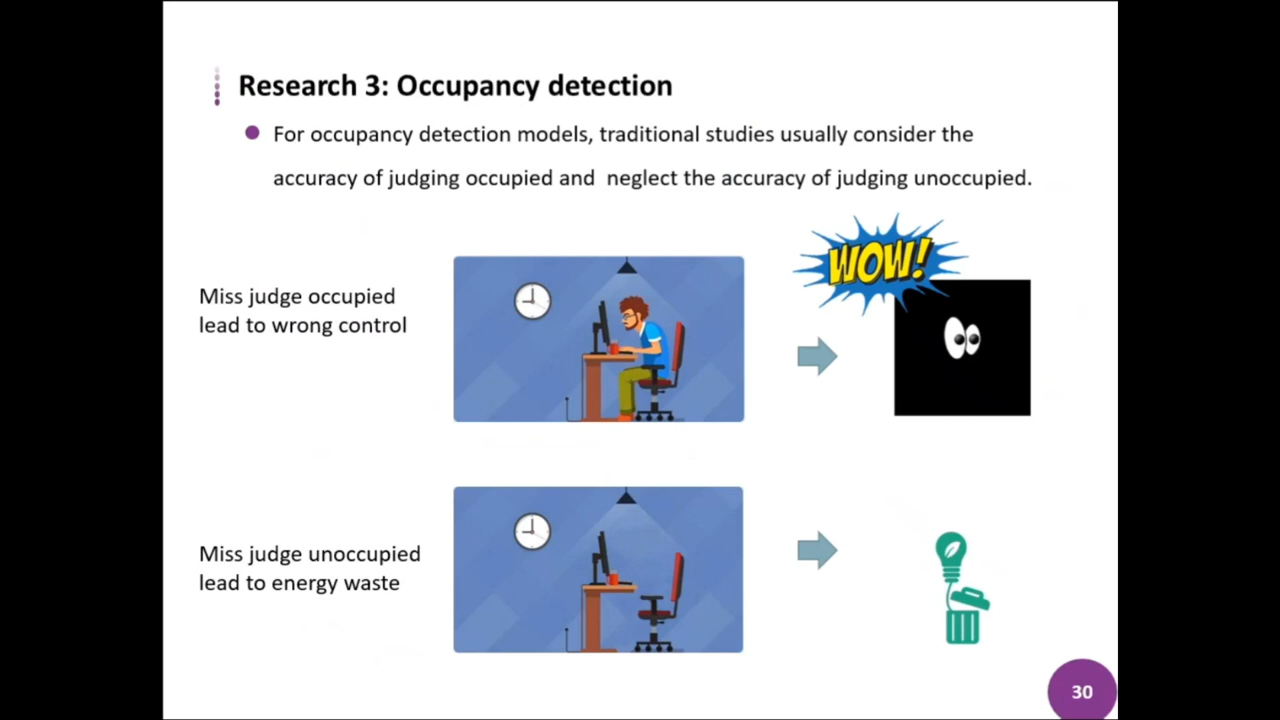 Research 3: Occupancy detection
For occupancy detection models, traditional studies usually consider the
accuracy of judging occupied and  neglect the accuracy of judging unoccupied.
WOW!
Miss judge occupied
lead to wrong control
Miss judge unoccupied
lead to energy waste
30